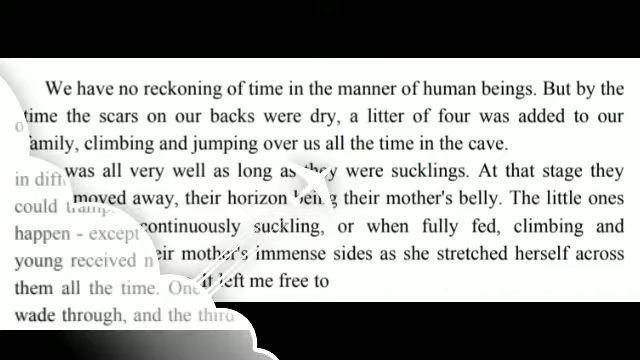 We have no reckoning of time in the manner of human beings. But by the
time the scars on our backs were dry, a litter of four was added to our
family, climbing and jumping over us all the time in the cave.
was all very well as long as they were sucklings. At that stage they
in
moved away, their horizon being their mother's belly. The little ones
could
continuously suckling, or when fully fed, climbing and
happen - except
their mother's immense sides as she stretched herself across
young received
it left me free to
them all the time. One
wade through, and the third